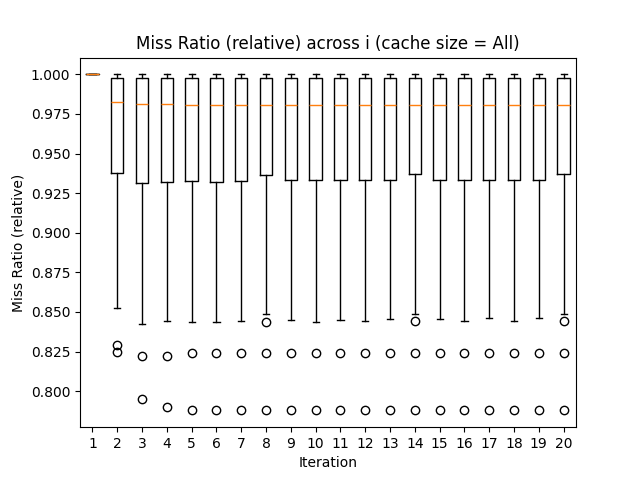 Miss Ratio (relative) across i (cache size = All)
Miss Ratio (relative)
1.000
0.975
0.950
0.925
0.900
0.875
0.850
0.825
0.800
1 2 3 4 5 6 7 8 9 10 11 12 13 14 15 16 17 18 19 20
Iteration